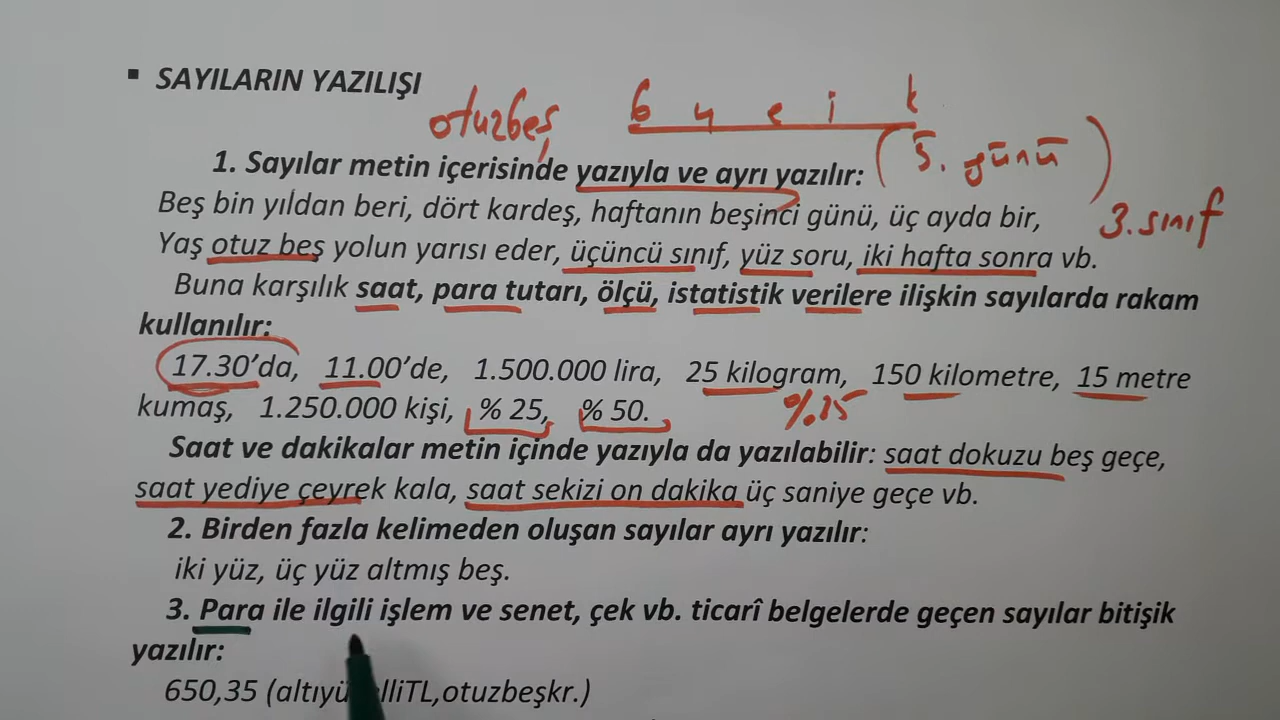 ▪ SAYILARIN YAZILIŞI
otuzbeş
(5. günü)
1. Sayılar metin içerisinde yazıyla ve ayrı yazılır:
3. sınıf
Beş bin yıldan beri, dört kardeş, haftanın beşinci günü, üç ayda bir,
Yaş otuz beş yolun yarısı eder, üçüncü sınıf, yüz soru, iki hafta sonra vb.
Buna karşılık saat, para tutarı, ölçü, istatistik verilere ilişkin sayılarda rakam
kullanılır:
17.30’da, 11.00’de, 1.500.000 lira, 25 kilogram, 150 kilometre, 15 metre
kumaş, 1.250.000 kişi, % 25, % 50. %25
Saat ve dakikalar metin içinde yazıyla da yazılabilir: saat dokuzu beş geçe,
saat yediye çeyrek kala, saat sekizi on dakika üç saniye geçe vb.
2. Birden fazla kelimeden oluşan sayılar ayrı yazılır:
iki yüz, üç yüz altmış beş.
3. Para ile ilgili işlem ve senet, çek vb. ticarî belgelerde geçen sayılar bitişik
yazılır:
650,35 (